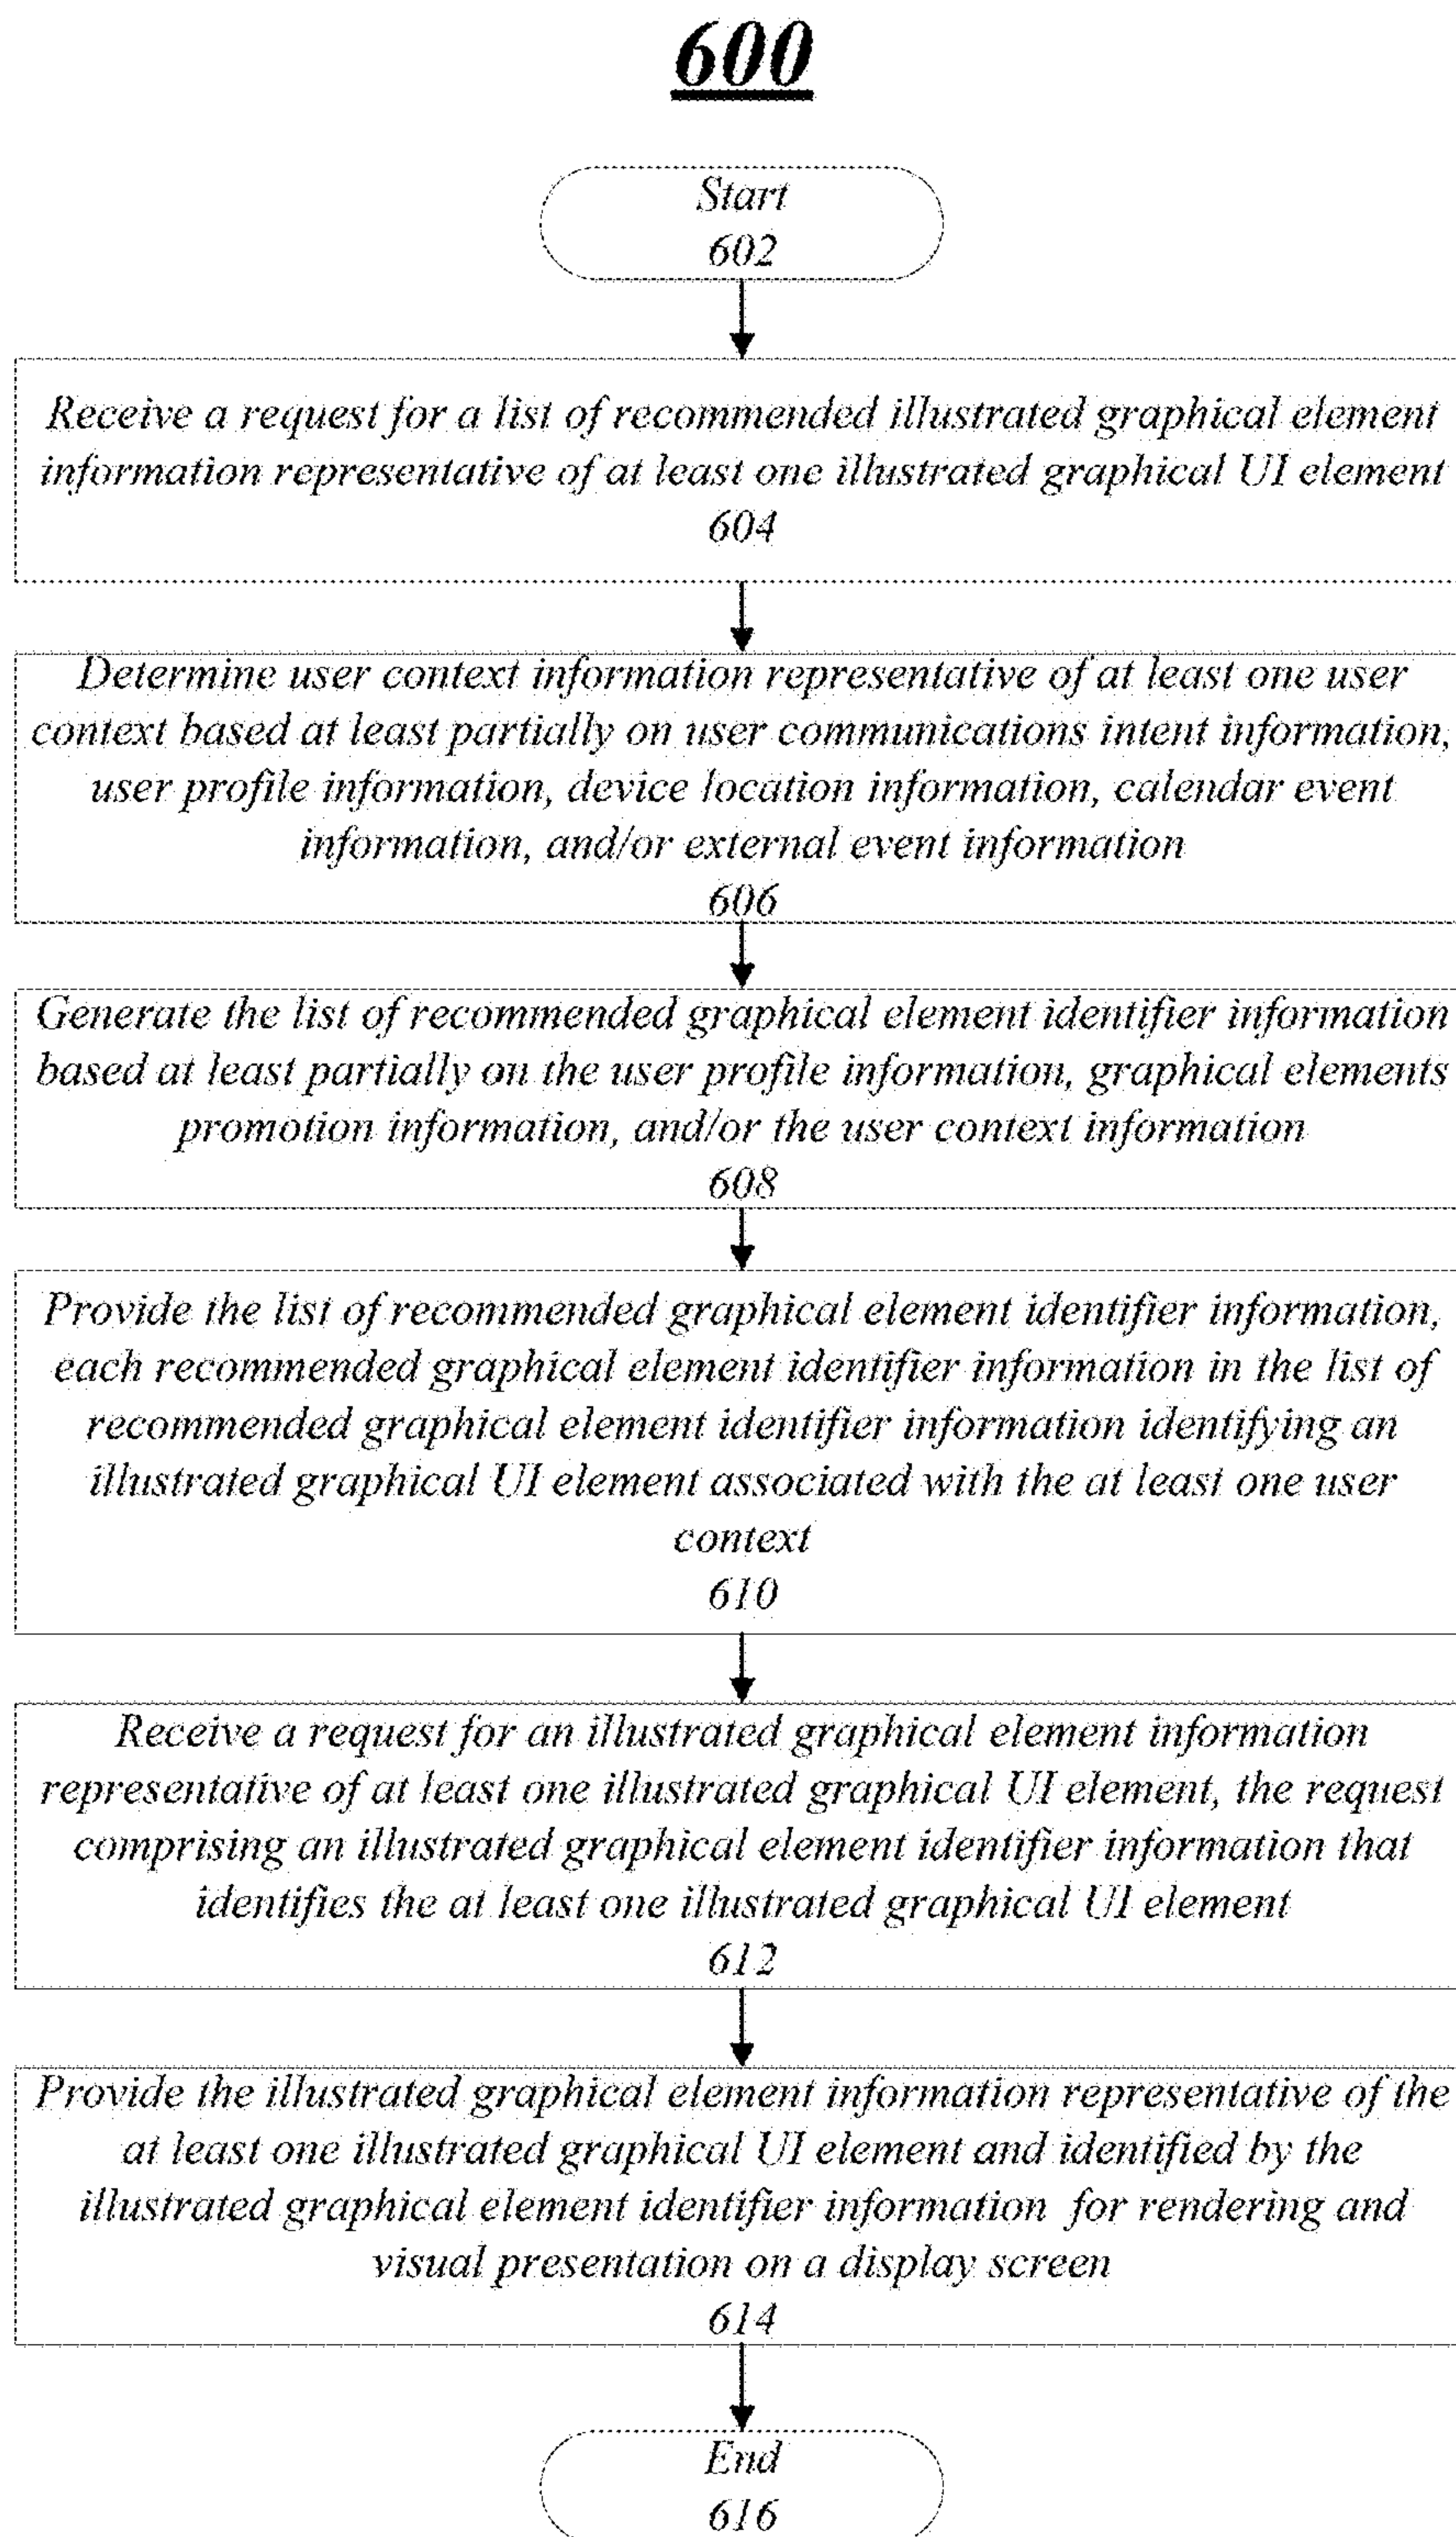 600
Start
602
Receive a request for a list of recommended illustrated graphical element
information representative of at least one illustrated graphical UI element
604
Determine user context information representative of at least one user
context based at least partially on user communications intent information,
user profile information, device location information, calendar event
information, and/or external event information
606
Generate the list of recommended graphical element identifier information
based at least partially on the user profile information, graphical elements
promotion information, and/or the user context information
608
Provide the list of recommended graphical element identifier information,
each recommended graphical element identifier information in the list of
recommended graphical element identifier information identifying an
illustrated graphical UI element associated with the at least one user
context
610
Receive a request for an illustrated graphical element information
representative of at least one illustrated graphical UI element, the request
comprising an illustrated graphical element identifier information that
identifies the at least one illustrated graphical UI element
612
Provide the illustrated graphical element information representative of the
at least one illustrated graphical UI element and identified by the
illustrated graphical element identifier information for rendering and
visual presentation on a display screen
614
End
616